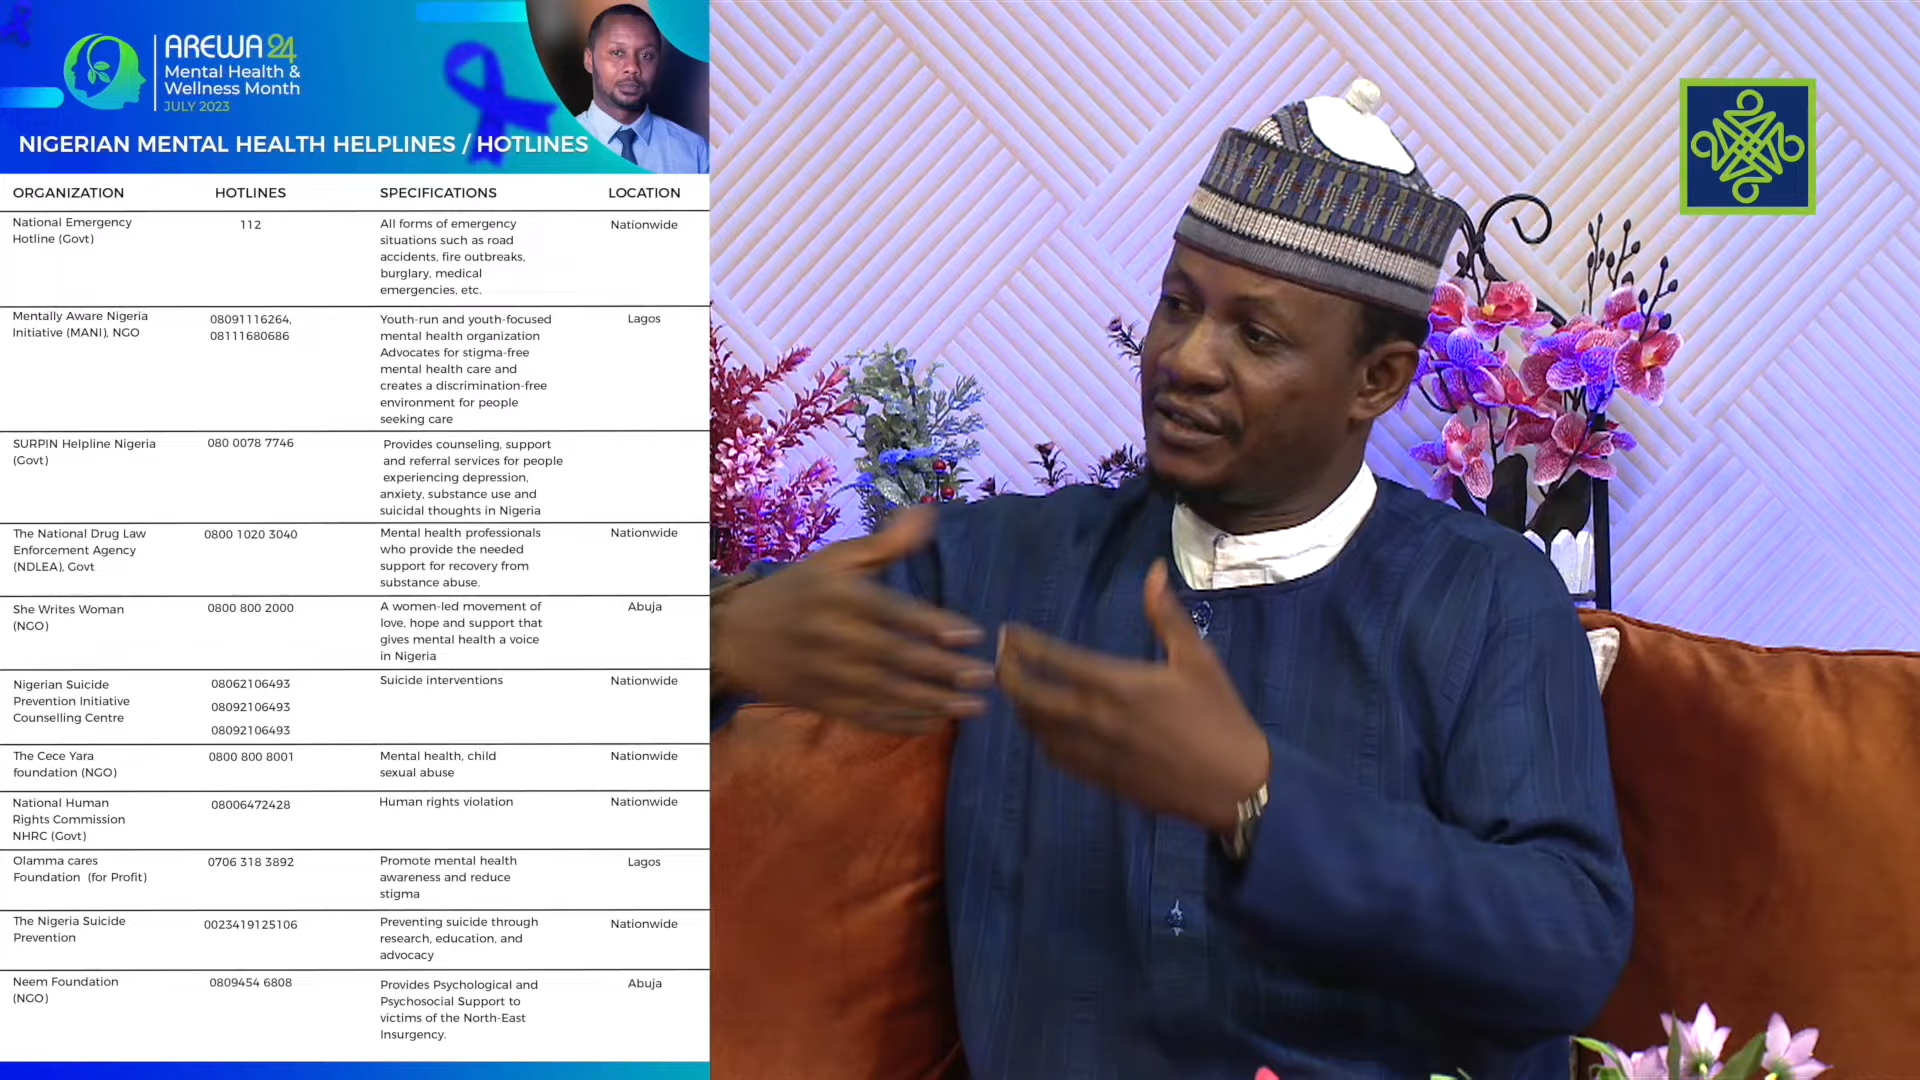 AREWA 24
Mental Health &
Wellness Month
JULY 2023
NIGERIAN MENTAL HEALTH HELPLINES / HOTLINES
ORGANIZATION HOTLINES SPECIFICATIONS LOCATION
National Emergency
Hotline (Govt)
112
All forms of emergency
situations such as road
accidents, fire outbreaks,
burglary, medical
emergencies, etc.
Nationwide
Mentally Aware Nigeria
Initiative (MANI), NGO
08091116264,
08111680686
Youth-run and youth-focused
mental health organization
Advocates for stigma-free
mental health care and
creates a discrimination-free
environment for people
seeking care
Lagos
SURPIN Helpline Nigeria
(Govt)
080 0078 7746
Provides counseling, support
and referral services for people
experiencing depression,
anxiety, substance use and
suicidal thoughts in Nigeria
The National Drug Law
Enforcement Agency
(NDLEA), Govt
0800 1020 3040
Mental health professionals
who provide the needed
support for recovery from
substance abuse.
Nationwide
She Writes Woman
(NGO)
0800 800 2000
A women-led movement of
love, hope and support that
gives mental health a voice
in Nigeria
Abuja
Nigerian Suicide
Prevention Initiative
Counselling Centre
08062106493
08092106493
08092106493
Suicide interventions
Nationwide
The Cece Yara
foundation (NGO)
0800 800 8001
Mental health, child
sexual abuse
Nationwide
National Human
Rights Commission
NHRC (Govt)
08006472428
Human rights violation
Nationwide
Olamma cares
Foundation (for Profit)
0706 318 3892
Promote mental health
awareness and reduce
stigma
Lagos
The Nigeria Suicide
Prevention
0023419125106
Preventing suicide through
research, education, and
advocacy
Nationwide
Neem Foundation
(NGO)
0809454 6808
Provides Psychological and
Psychosocial Support to
victims of the North-East
Insurgency.
Abuja